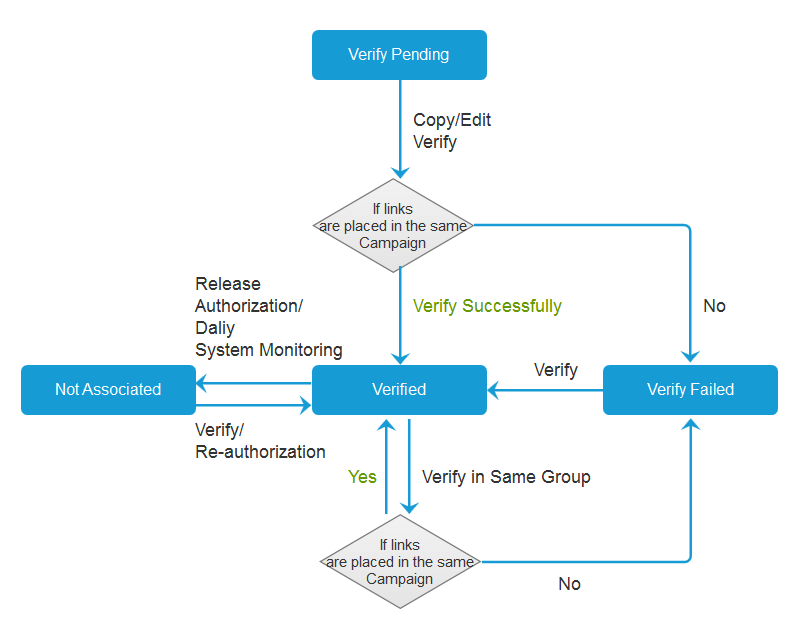 Verify Pending
Copy/Edit
Verify
If links
are placed in the same
Campaign
Release
Authorization/
Daliy
System Monitoring
Verify Successfully
No
Not Associated
Verified
Verify
Verify Failed
Verify/
Re-authorization
Yes
Verify in Same Group
If links
are placed in the same
Campaign
No